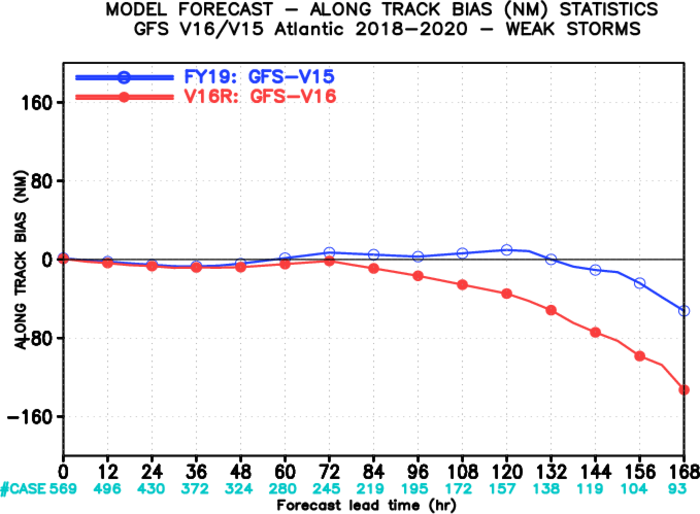 MODEL FORECAST − ALONG TRACK BIAS (NM) STATISTICS
GFS V16/V15 Atlantic 2018−2020 − WEAK STORMS
FY19: GFS−V15
V16R: GFS−V16
ALONG TRACK BIAS (NM)
160
80
0
−80
−160
0 12 24 36 48 60 72 84 96 108 120 132 144 156 168
#CASE 569 496 430 372 324 280 245 219 195 172 157 138 119 104 93
Forecast lead time (hr)